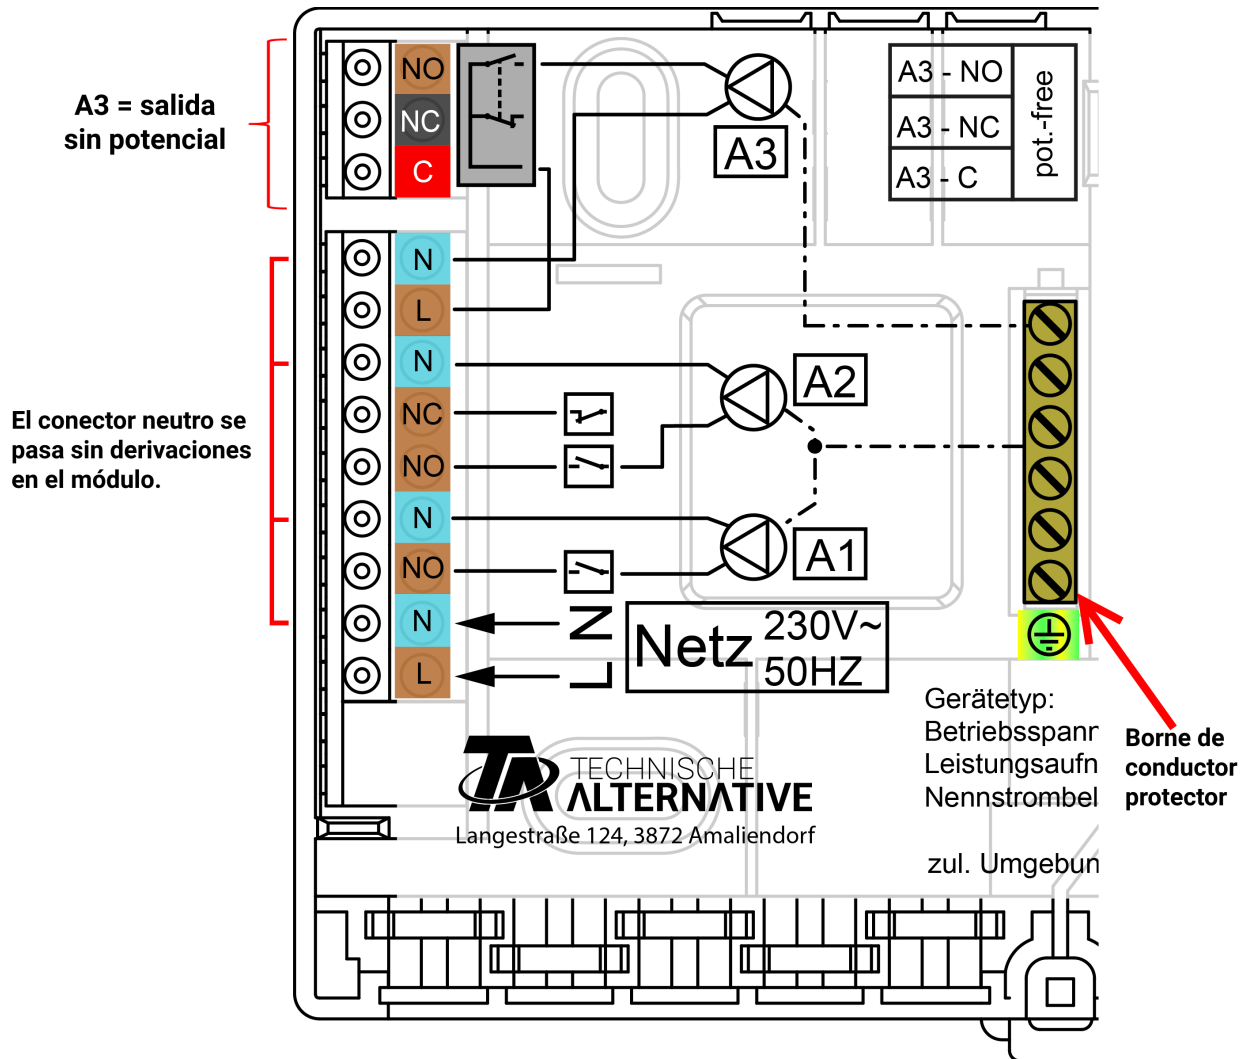 A3 = salida
sin potencial
NO
NC
C
A3
A3 - NO
A3 - NC
A3 - C
pot.-free
N
L
N
NC
NO
N
NO
N
L
A2
A1
El conector neutro se
pasa sin derivaciones
en el módulo.
N
L
Netz
230V~
50HZ
Gerätetyp:
Betriebsspann
Leistungsaufn
Nennstrombel
zul. Umgebun
Borne de
conductor
protector
TA
TECHNISCHE
ALTERNATIVE
Langestraße 124, 3872 Amaliendorf